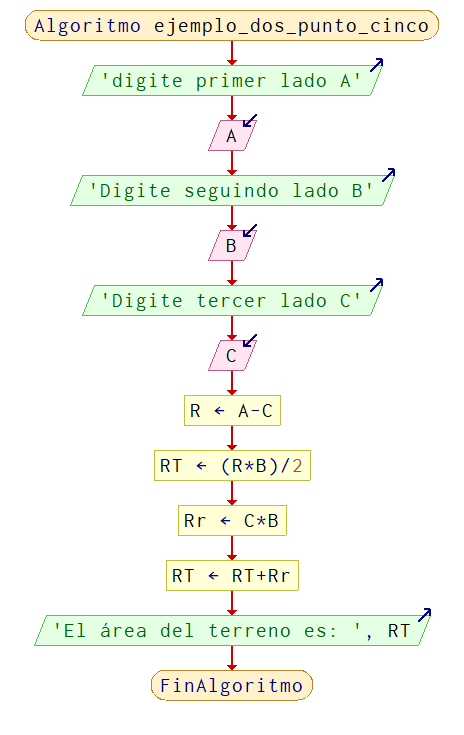 Algoritmo ejemplo_dos_punto_cinco
'digite primer lado A'
A
'Digite seguindo lado B'
B
'Digite tercer lado C'
C
R ← A-C
RT ← (R*B)/2
Rr ← C*B
RT ← RT+Rr
'El área del terreno es: ', RT
FinAlgoritmo